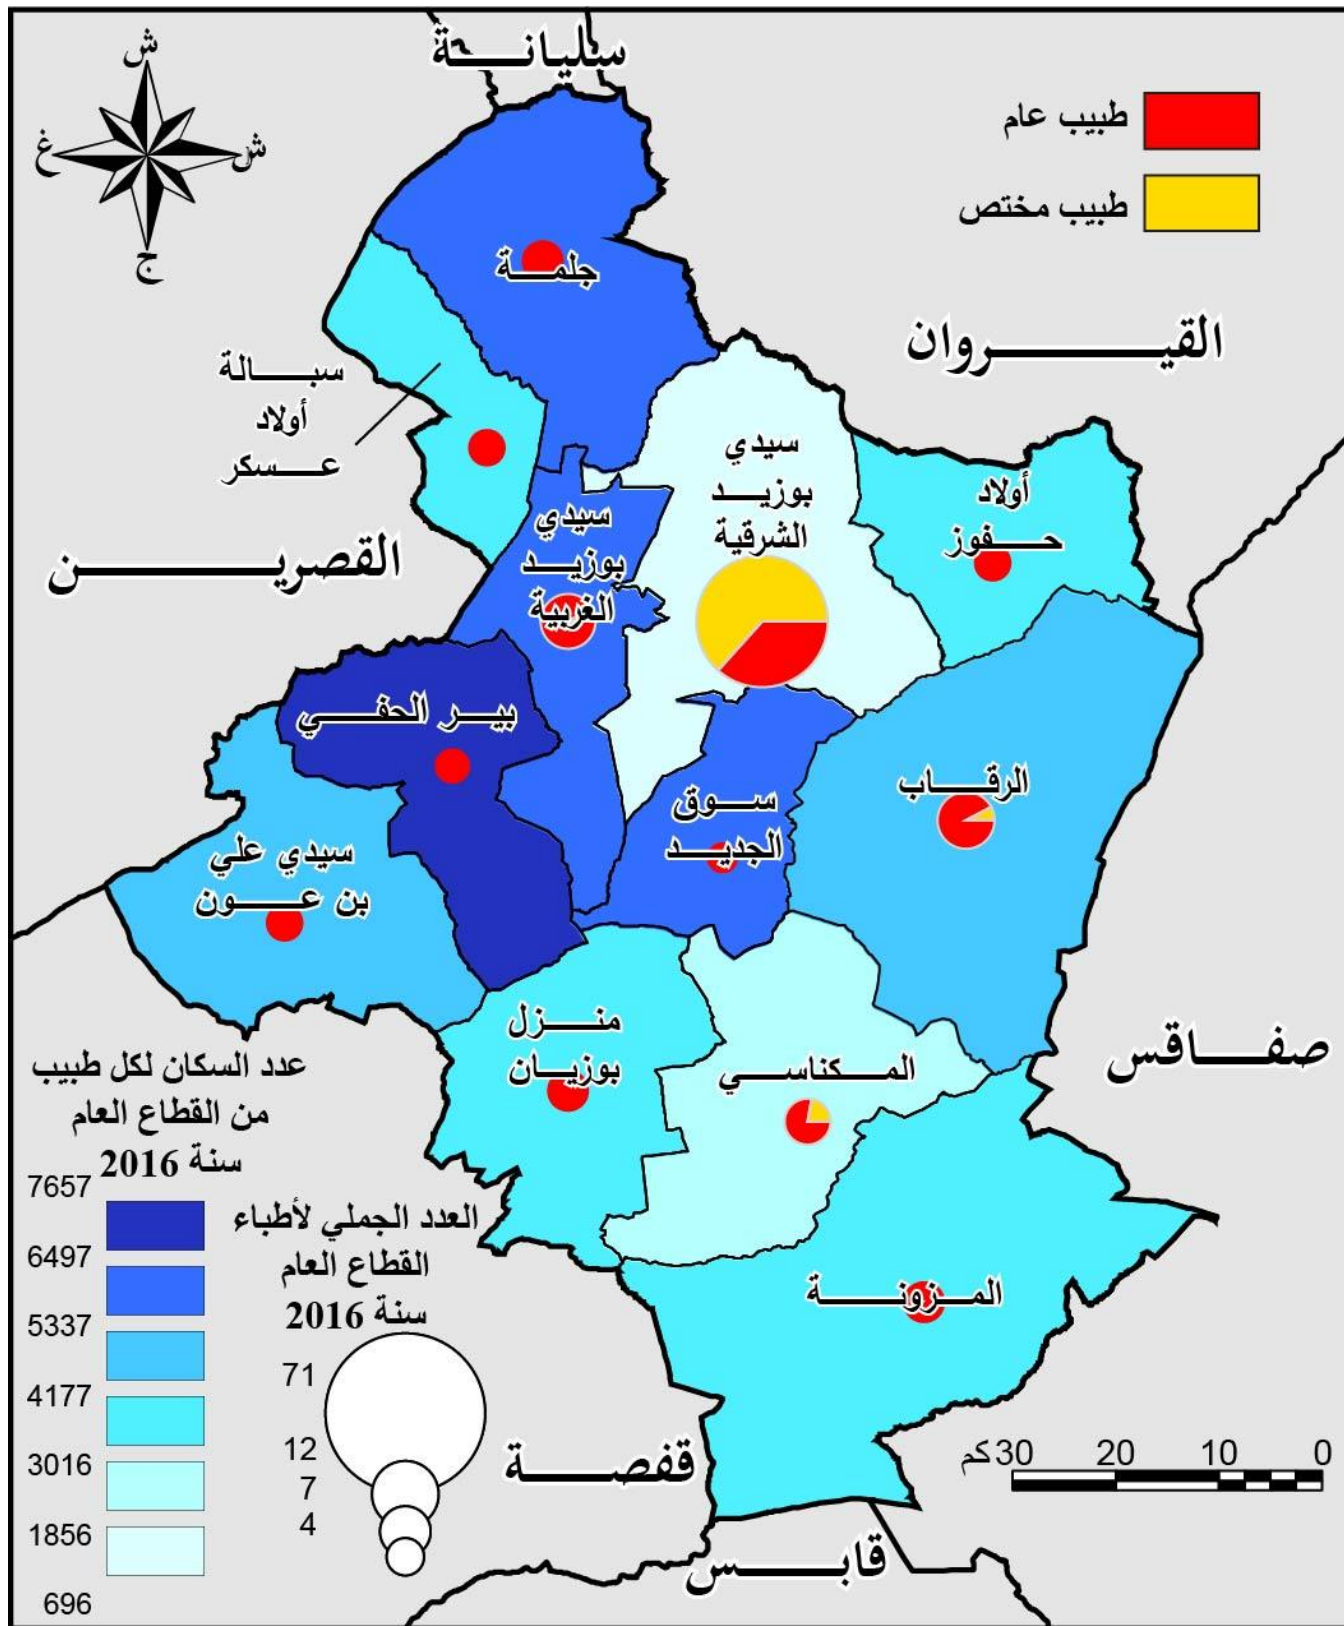 سليانة
ش
غ
ش
ج
طبيب عام
طبيب مختص
جلمة
القيروان
سبالة
أولاد
عسكر
سيدي
بوزيد
الشرقية
أولاد
حفوز
سيدي
بوزيد
الغربية
القصرين
بير الحفي
الرقاب
سوق
الجديد
سيدي علي
بن عون
منزل
بوزيان
المكناسي
صفاقس
المزونة
عدد السكان لكل طبيب
من القطاع العام
سنة 2016
7657
6497
5337
4177
3016
1856
696
العدد الجملي لأطباء
القطاع العام
سنة 2016
71
12
7
4
قفصة
قابس
0 10 20 30 كم